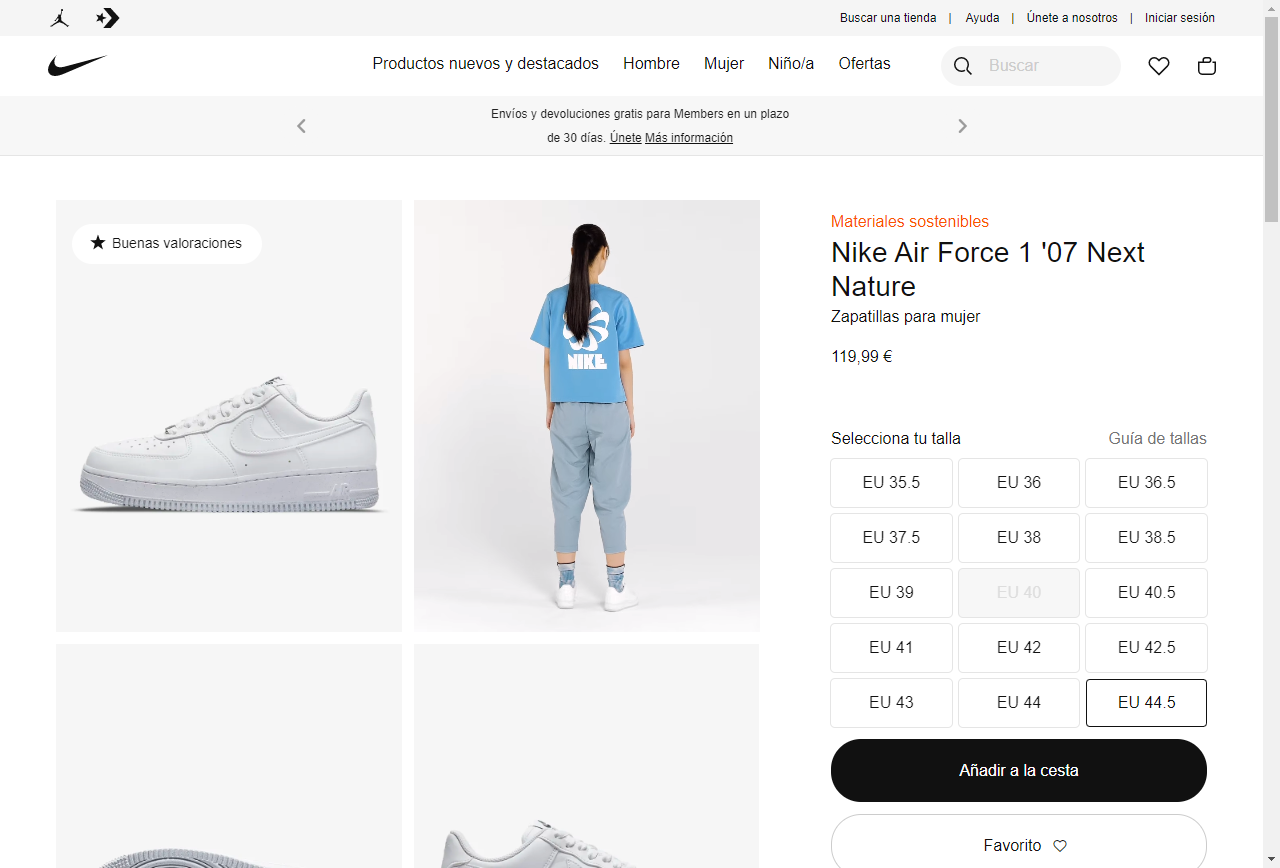 Buscar una tienda | Ayuda | Únete a nosotros | Iniciar sesión
Productos nuevos y destacados Hombre Mujer Niño/a Ofertas Buscar
Envíos y devoluciones gratis para Members en un plazo
de 30 días. Únete Más información
Buenas valoraciones
NIKE
Materiales sostenibles
Nike Air Force 1 '07 Next
Nature
Zapatillas para mujer
119,99 €
Selecciona tu talla Guía de tallas
EU 35.5 EU 36 EU 36.5
EU 37.5 EU 38 EU 38.5
EU 39 EU 40 EU 40.5
EU 41 EU 42 EU 42.5
EU 43 EU 44 EU 44.5
Añadir a la cesta
Favorito